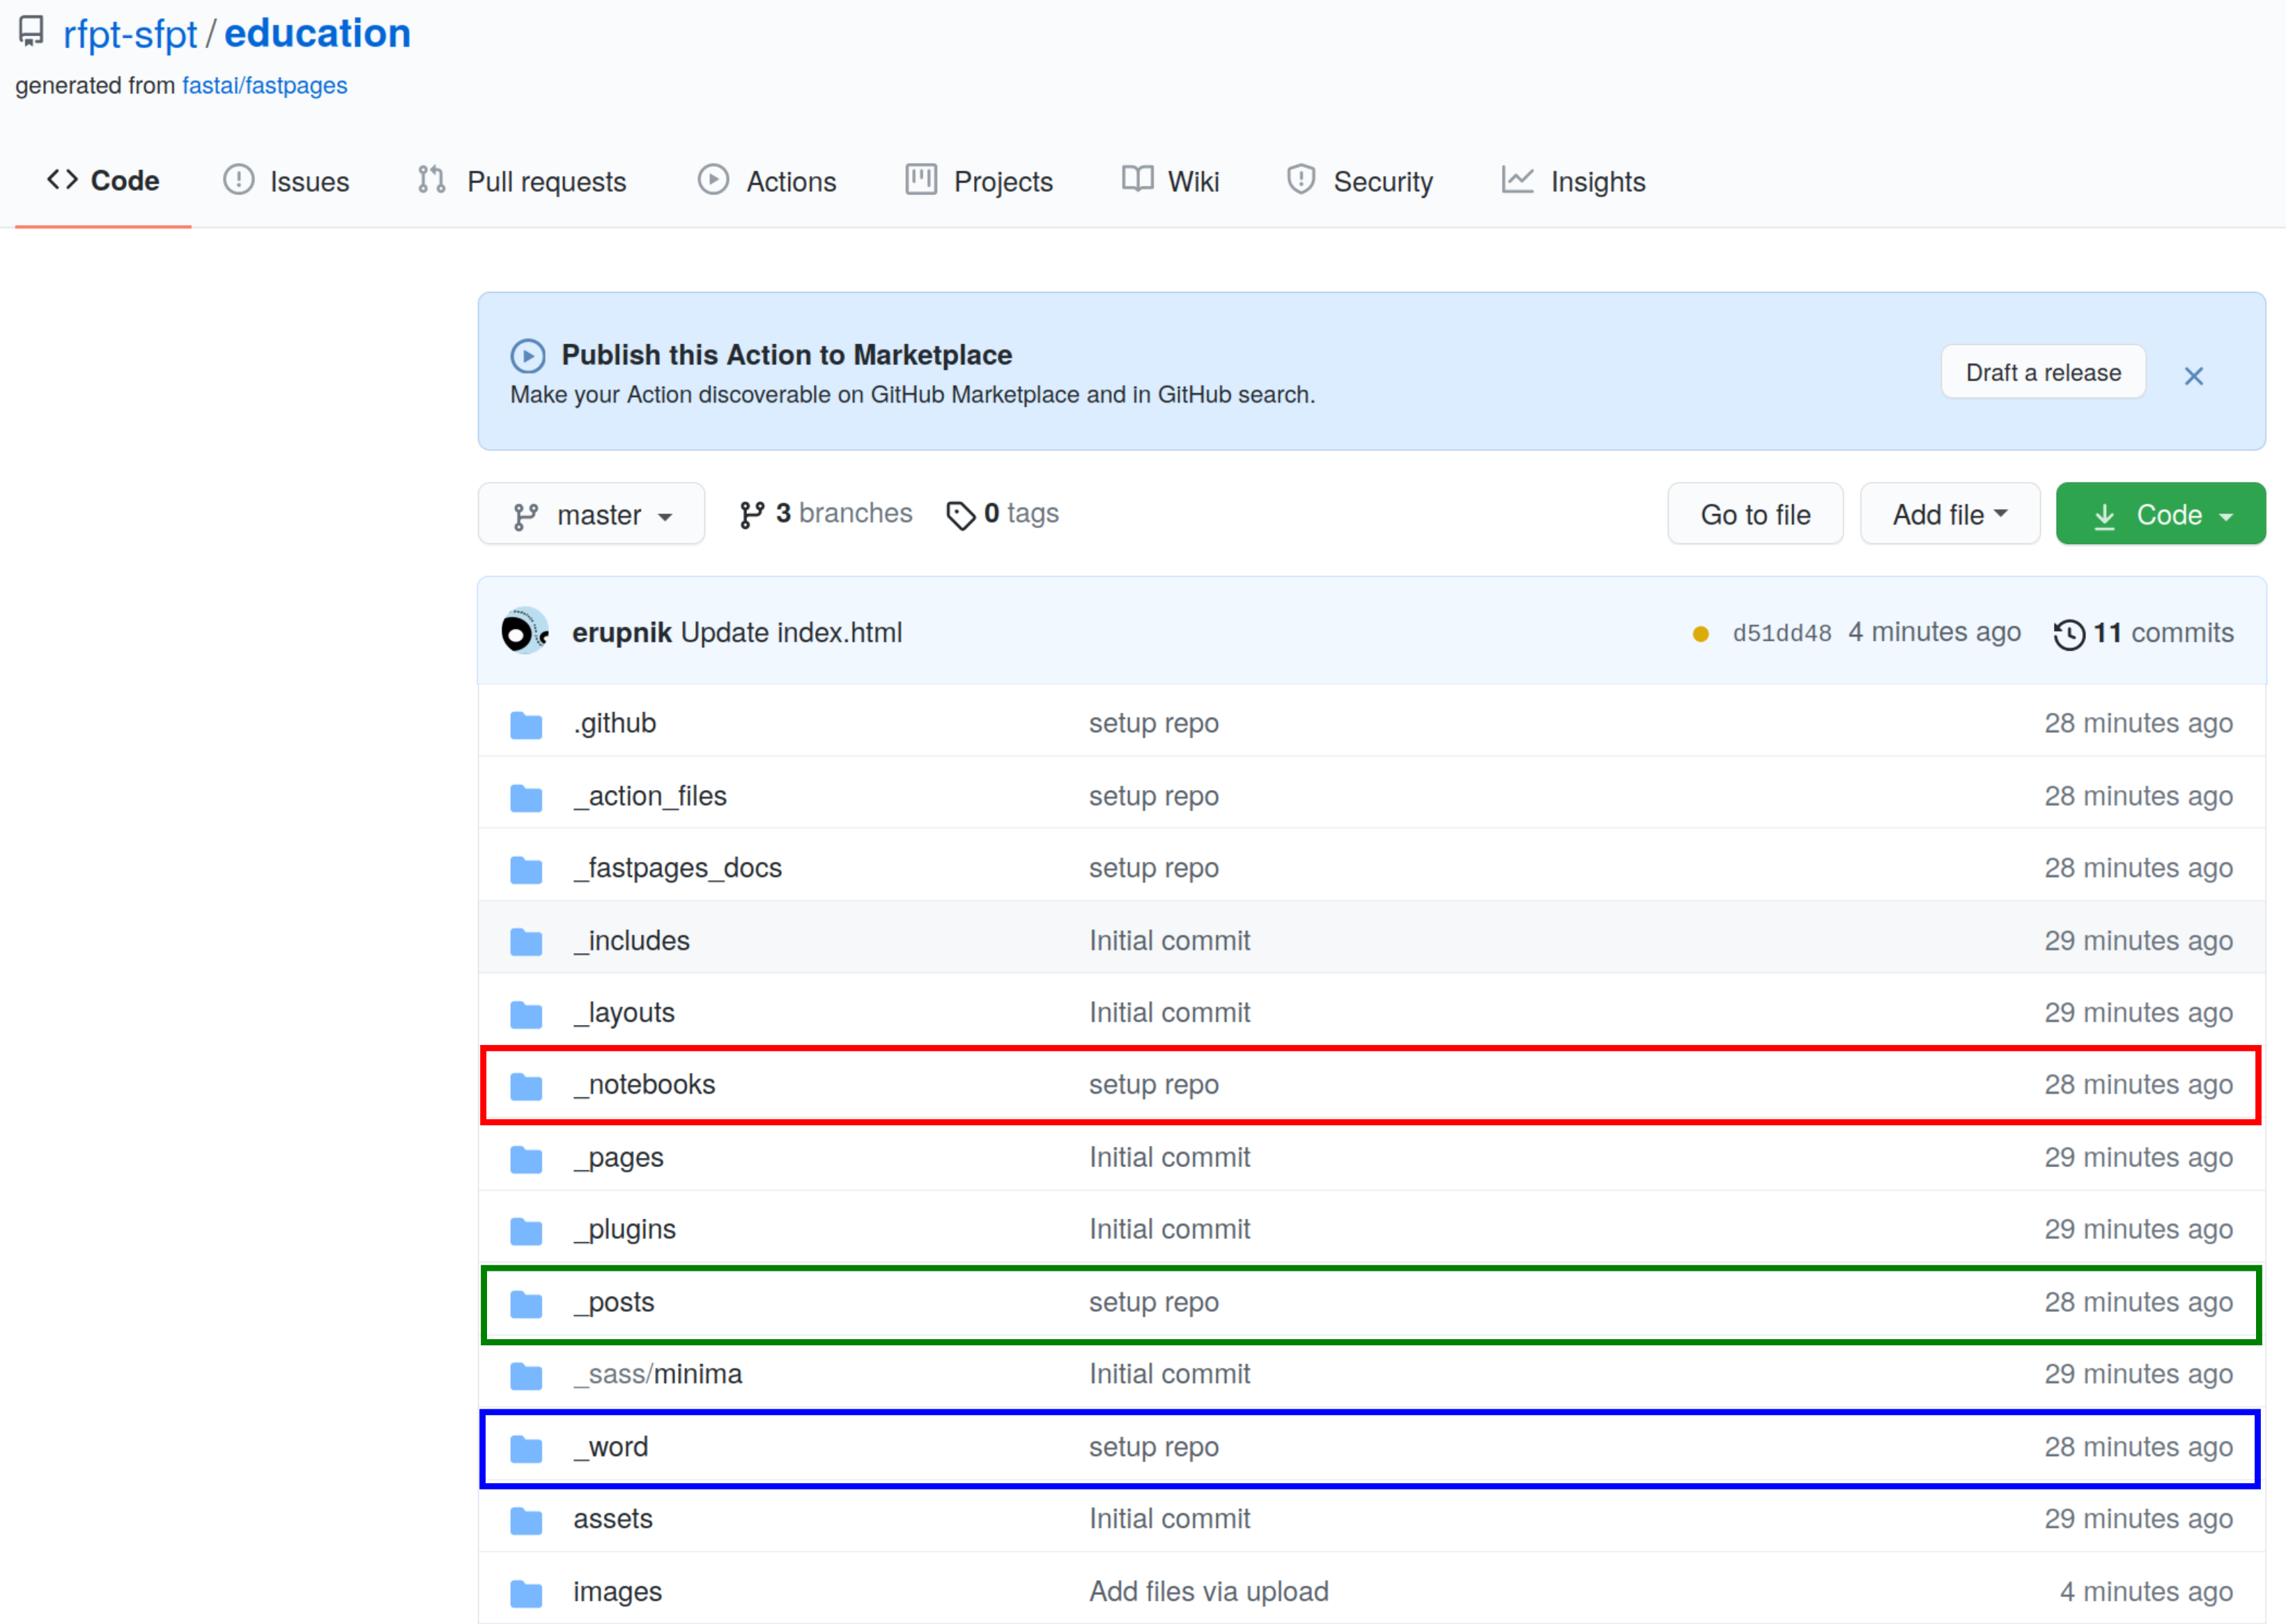 rfpt-sfpt / education
generated from fastai/fastpages
Code Issues Pull requests Actions Projects Wiki Security Insights
Publish this Action to Marketplace
Make your Action discoverable on GitHub Marketplace and in GitHub search.
Draft a release
master 3 branches 0 tags Go to file Add file Code
erupnik Update index.html d51dd48 4 minutes ago 11 commits
.github setup repo 28 minutes ago
_action_files setup repo 28 minutes ago
_fastpages_docs setup repo 28 minutes ago
_includes Initial commit 29 minutes ago
_layouts Initial commit 29 minutes ago
_notebooks setup repo 28 minutes ago
_pages Initial commit 29 minutes ago
_plugins Initial commit 29 minutes ago
_posts setup repo 28 minutes ago
_sass/minima Initial commit 29 minutes ago
_word setup repo 28 minutes ago
assets Initial commit 29 minutes ago
images Add files via upload 4 minutes ago